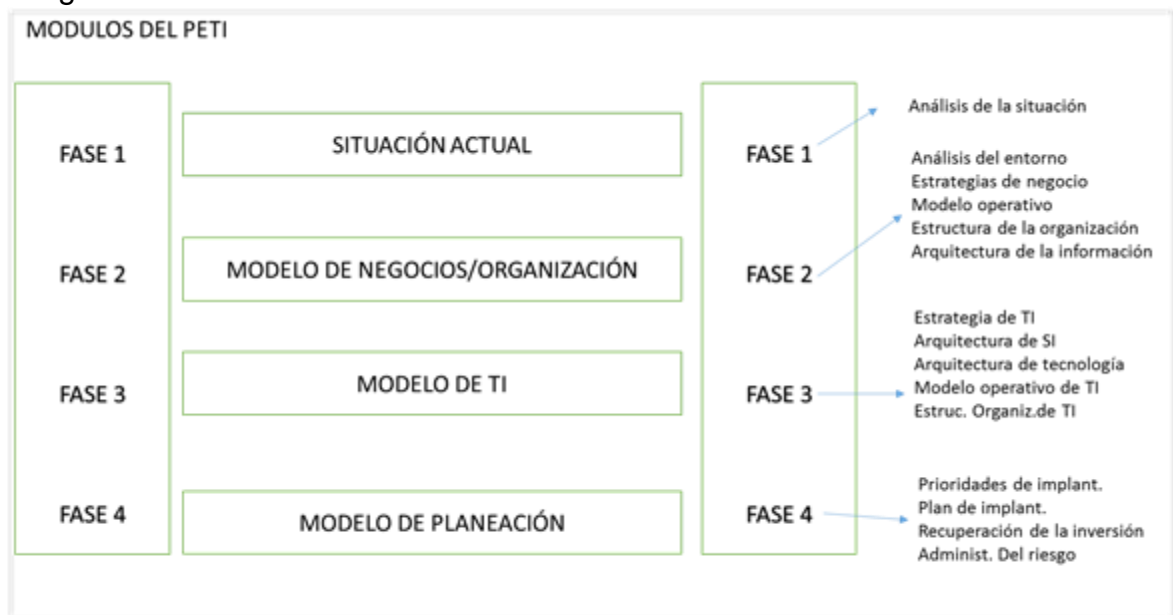 MODULOS DEL PETI
FASE 1
SITUACIÓN ACTUAL
FASE 1
Análisis de la situación
FASE 2
MODELO DE NEGOCIOS/ORGANIZACIÓN
FASE 2
Análisis del entorno
Estrategias de negocio
Modelo operativo
Estructura de la organización
Arquitectura de la información
FASE 3
MODELO DE TI
FASE 3
Estrategia de TI
Arquitectura de SI
Arquitectura de tecnología
Modelo operativo de TI
Estruc. Organiz.de TI
FASE 4
MODELO DE PLANEACIÓN
FASE 4
Prioridades de implant.
Plan de implant.
Recuperación de la inversión
Administ. Del riesgo